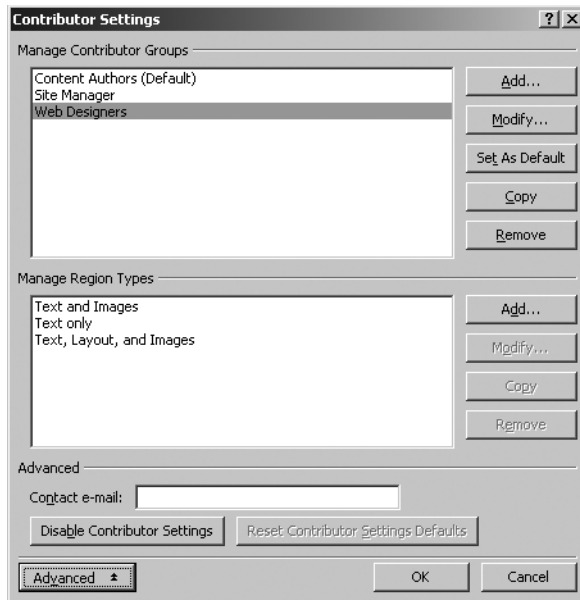 Contributor Settings
Manage Contributor Groups
Content Authors (Default)
Site Manager
Web Designers
Add...
Modify...
Set As Default
Copy
Remove
Manage Region Types
Text and Images
Text only
Text, Layout, and Images
Add...
Modify...
Copy
Remove
Advanced
Contact e-mail:
Disable Contributor Settings
Reset Contributor Settings Defaults
Advanced
OK
Cancel